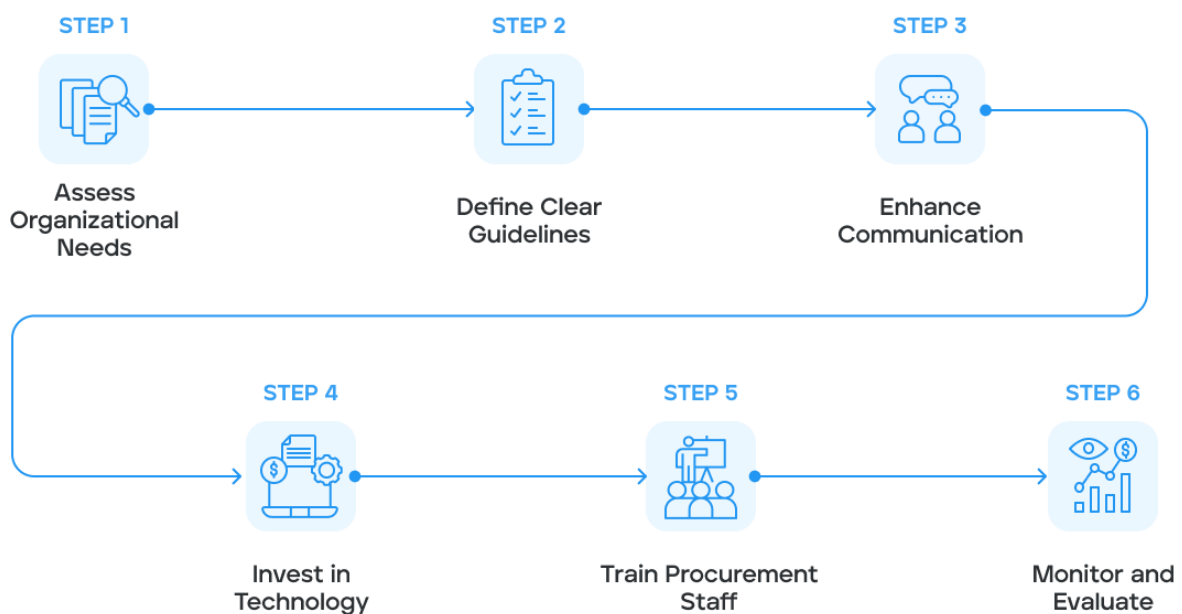 STEP 1
Assess
Organizational
Needs
STEP 2
Define Clear
Guidelines
STEP 3
Enhance
Communication
STEP 4
$
Invest in
Technology
STEP 5
Train Procurement
Staff
STEP 6
$
Monitor and
Evaluate